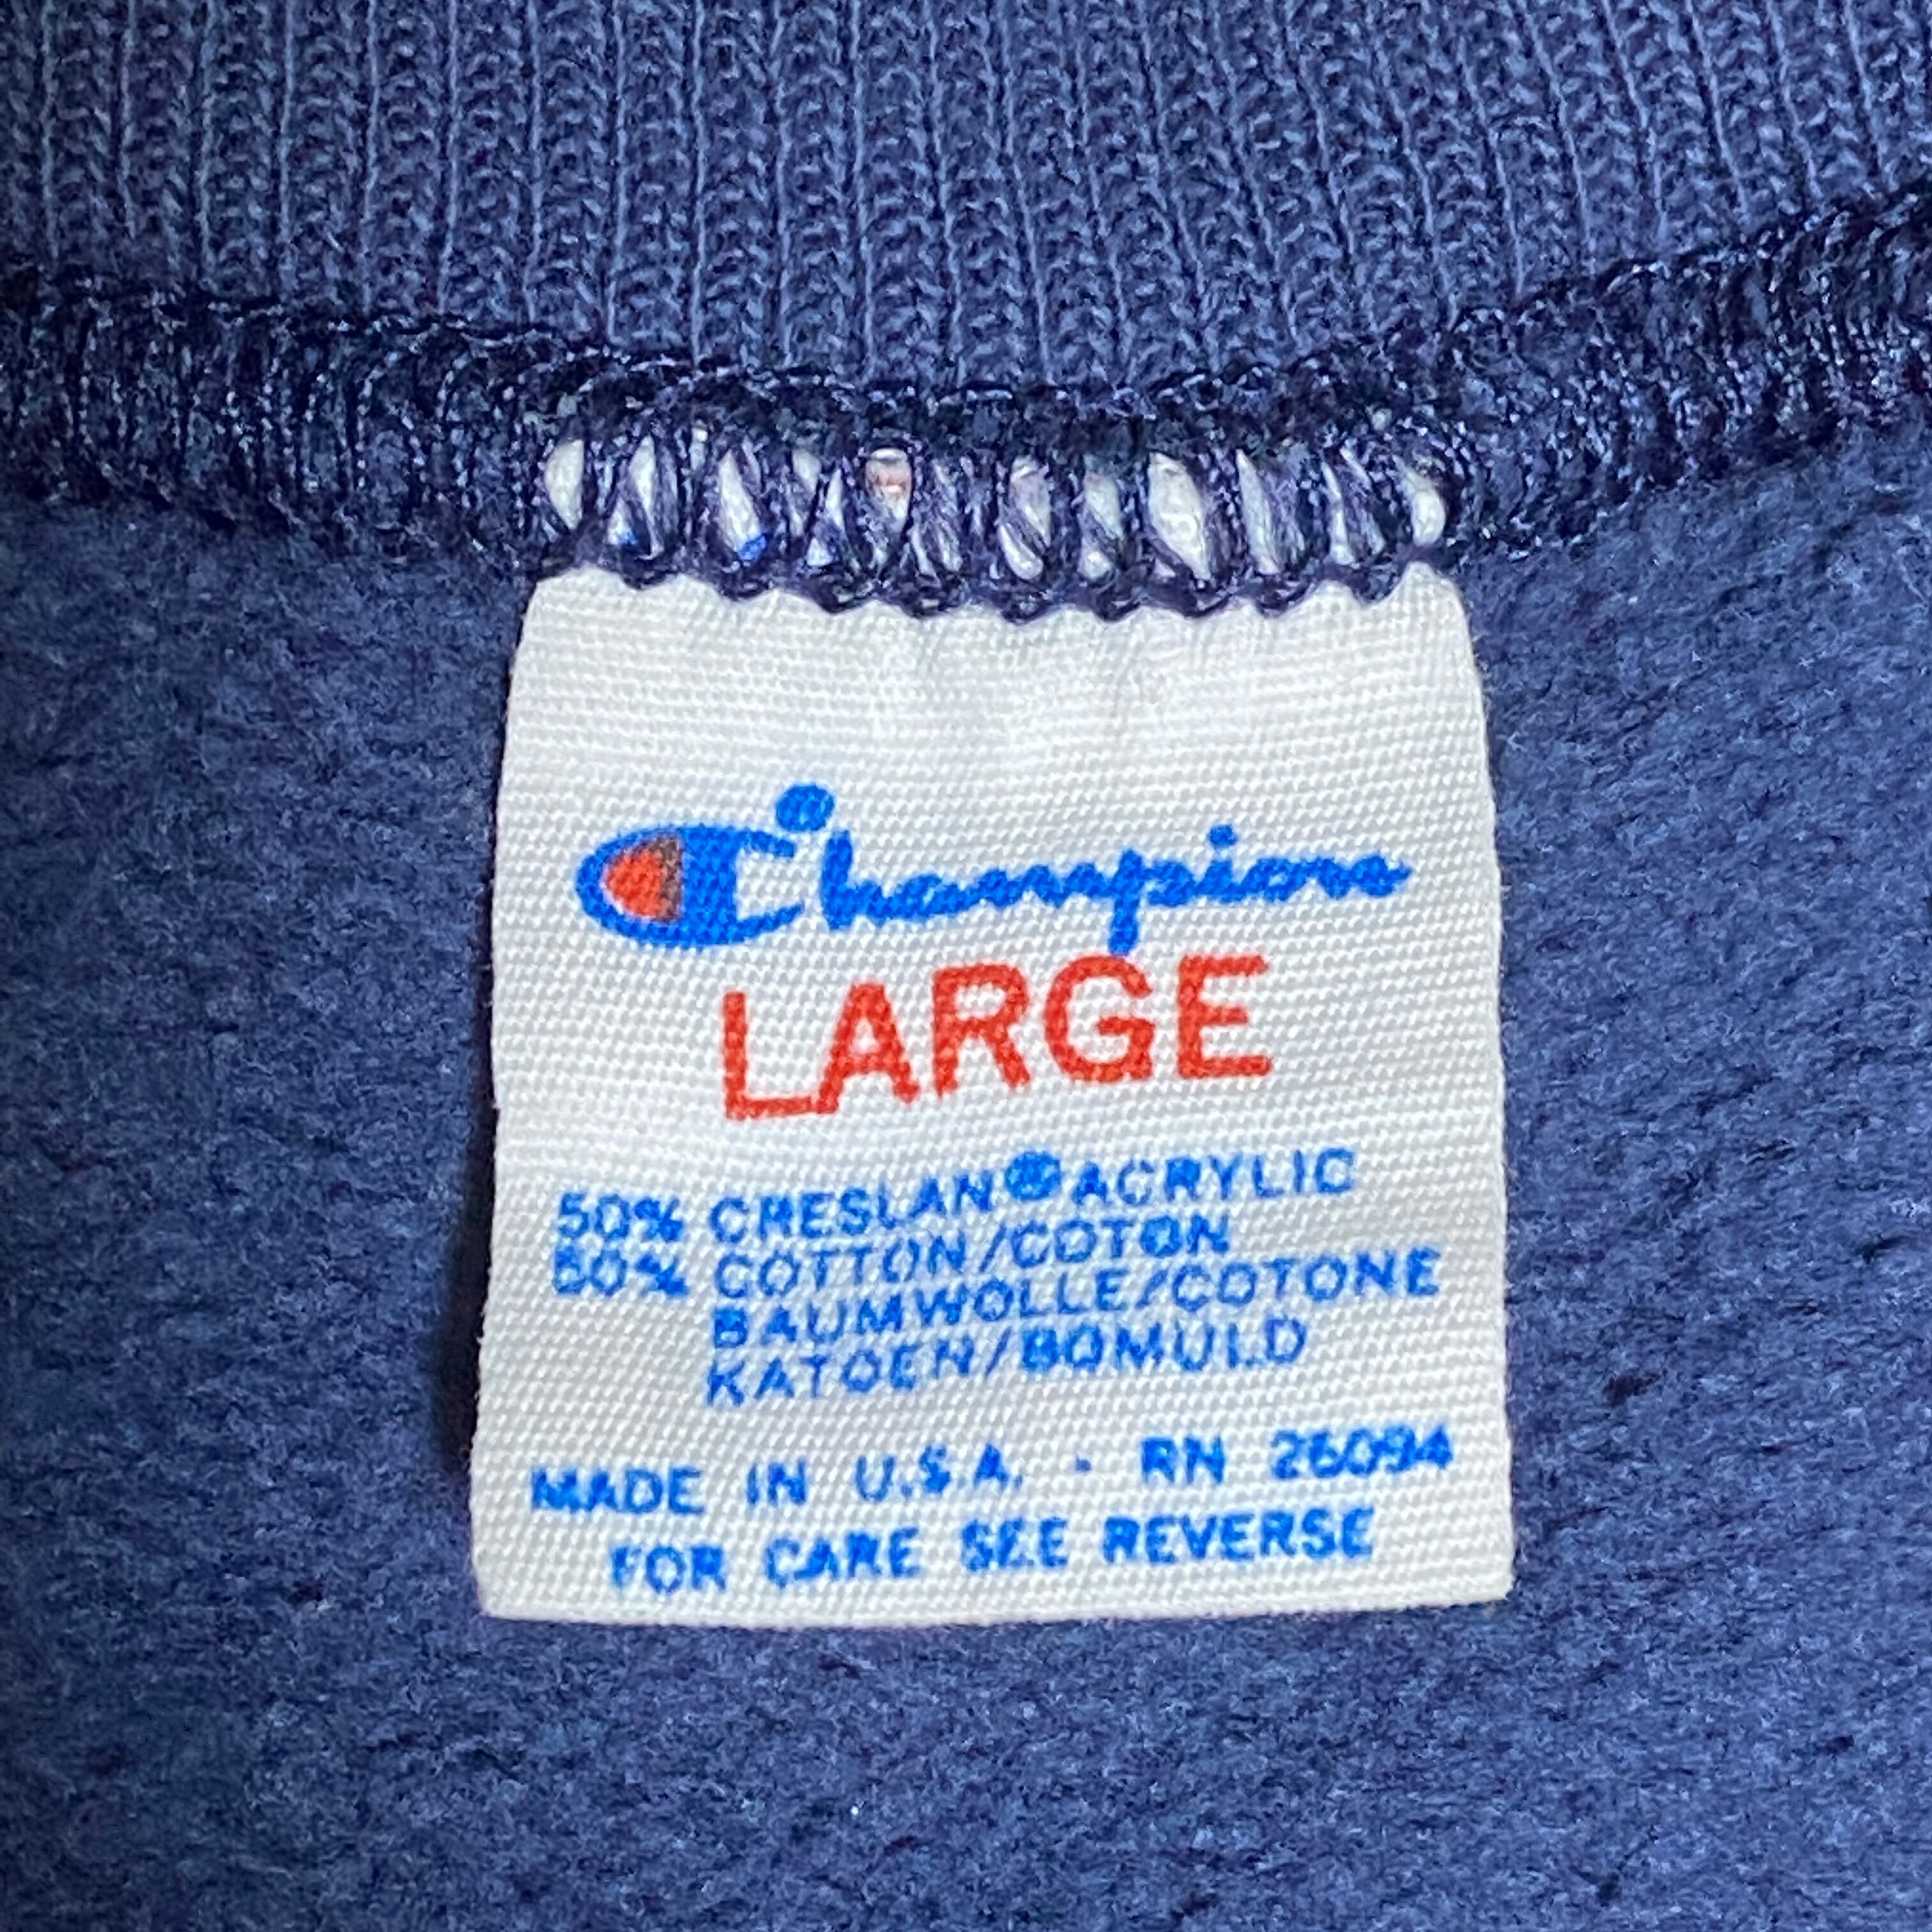 Champion
LARGE
50% CRESLAN® ACRYLIC
50% COTTON/COTON
BAUMWOLLE/COTONE
KATOEN/BOMULD
MADE IN U.S.A. - RN 26094
FOR CARE SEE REVERSE